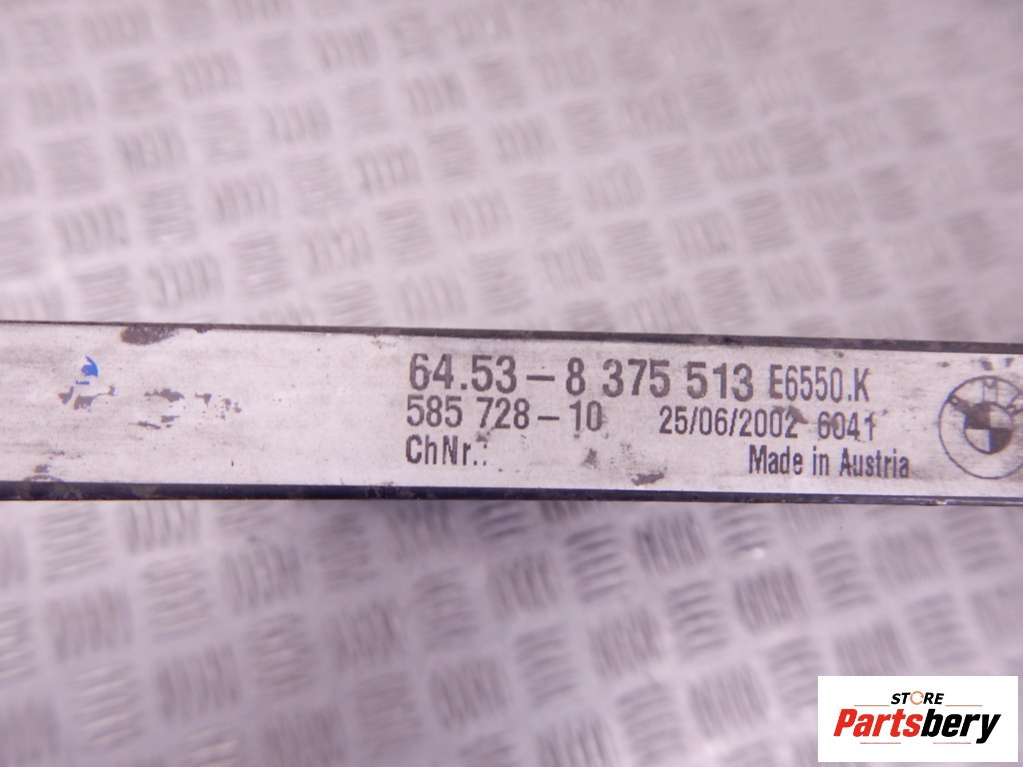 64.53-8 375 513 E6550.K
585 728-10 25/06/2002 6041
ChNr.:
Made in Austria
STORE
Partsbery